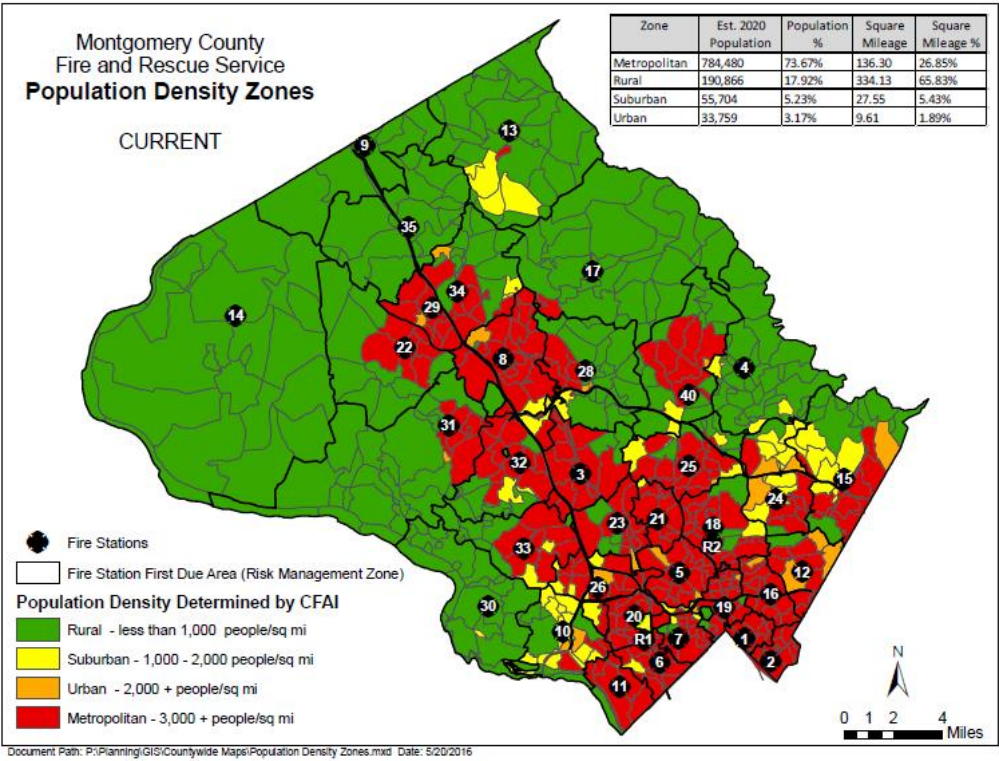 Montgomery County
Fire and Rescue Service
Population Density Zones
CURRENT
Zone Est. 2020 Population Population % Square Mileage Square Mileage %
Metropolitan 784,480 73.67% 136.30 26.85%
Rural 190,866 17.92% 334.13 65.83%
Suburban 55,704 5.23% 27.55 5.43%
Urban 33,759 3.17% 9.61 1.89%
13
9
35
17
14
34
29
22
8
28
4
40
31
32
3
25
15
24
23
21
18
R2
33
5
12
26
16
30
20
19
10
R1
7
1
6
2
11
Fire Stations
Fire Station First Due Area (Risk Management Zone)
Population Density Determined by CFAI
Rural - less than 1,000 people/sq mi
Suburban - 1,000 - 2,000 people/sq mi
Urban - 2,000 + people/sq mi
Metropolitan - 3,000 + people/sq mi
N
0 1 2 4
Miles
Document Path: P:\Planning\GIS\Countywide Maps\Population Density Zones.mxd Date: 5/20/2016